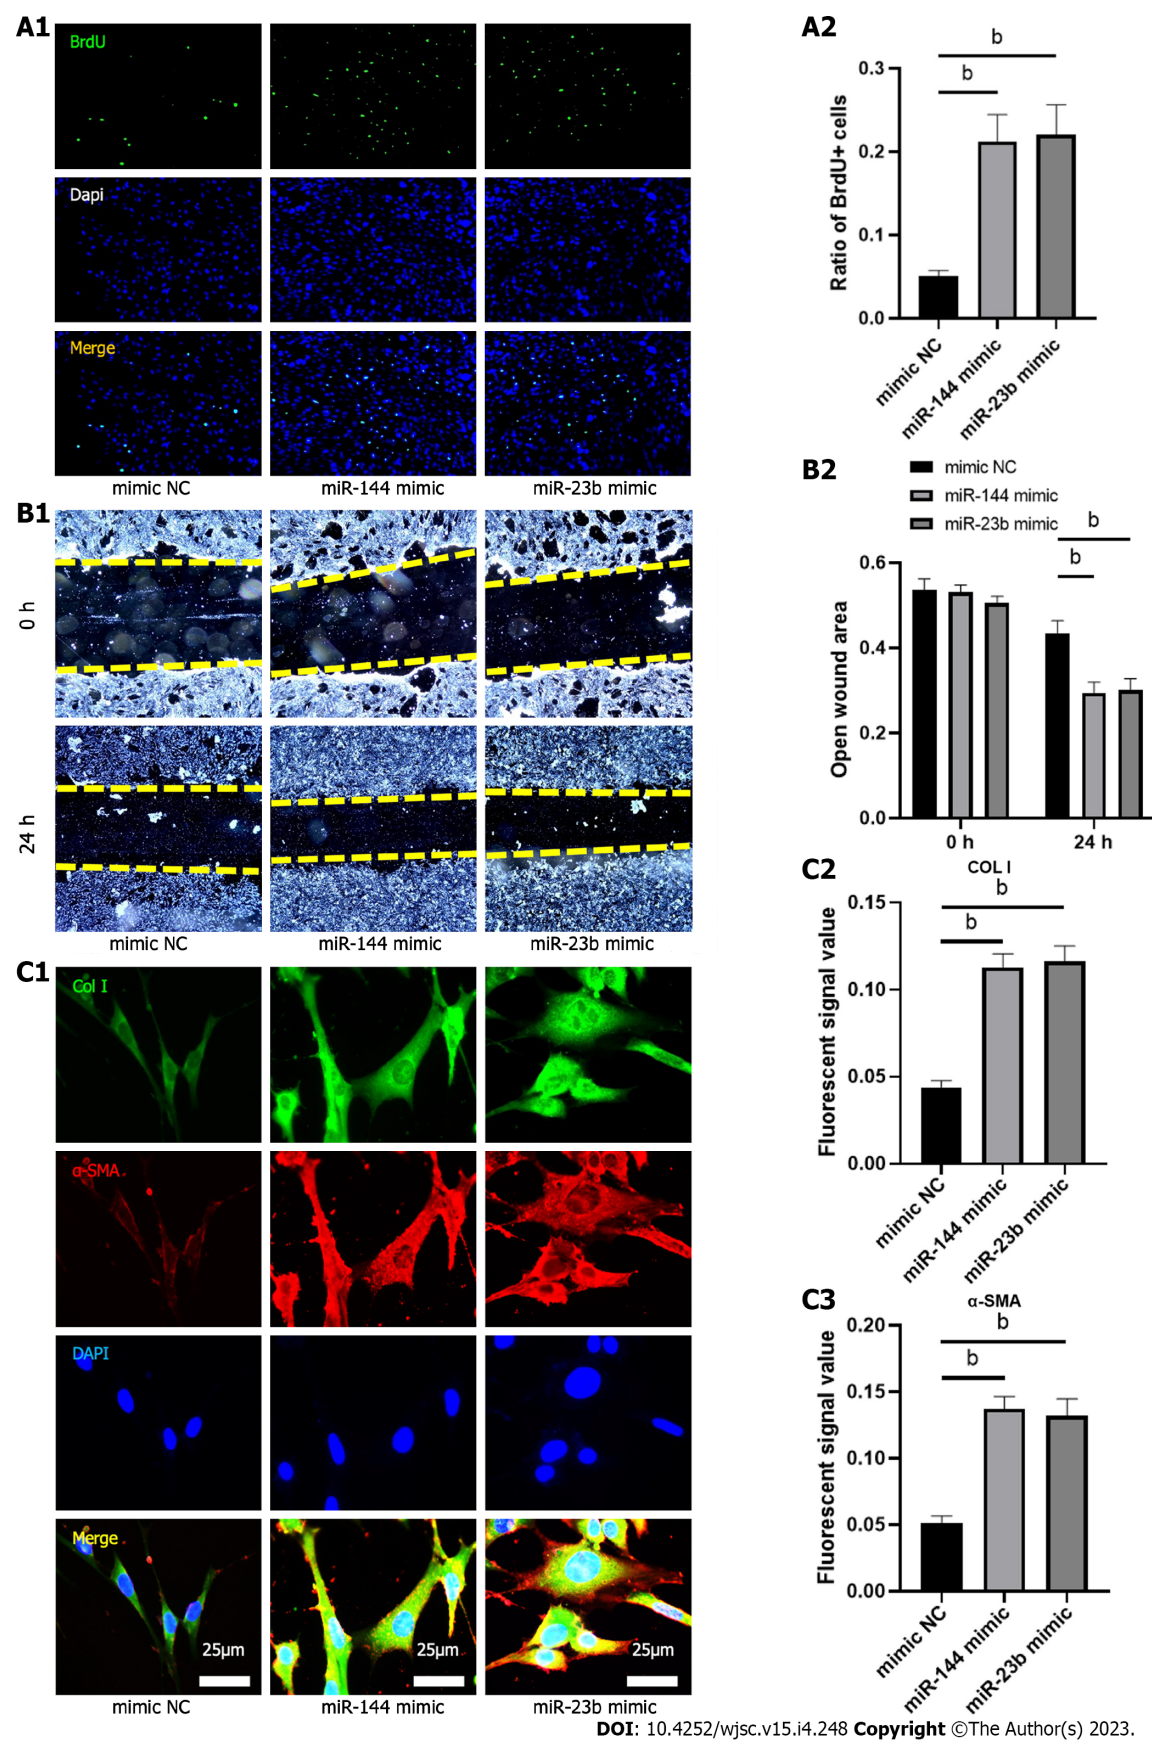 A1
BrdU
Dapi
Merge
mimic NC
miR-144 mimic
miR-23b mimic
A2
b
b
Ratio of BrdU+ cells
0.3
0.2
0.1
0.0
mimic NC
miR-144 mimic
miR-23b mimic
B1
0 h
24 h
mimic NC
miR-144 mimic
miR-23b mimic
B2
mimic NC
miR-144 mimic
miR-23b mimic
b
b
Open wound area
0.6
0.4
0.2
0.0
0 h
24 h
C1
Col I
α-SMA
DAPI
Merge
25μm
25μm
25μm
mimic NC
miR-144 mimic
miR-23b mimic
C2
COL I
b
b
Fluorescent signal value
0.15
0.10
0.05
0.00
mimic NC
miR-144 mimic
miR-23b mimic
C3
α-SMA
b
b
Fluorescent signal value
0.20
0.15
0.10
0.05
0.00
mimic NC
miR-144 mimic
miR-23b mimic
DOI: 10.4252/wjsc.v15.i4.248 Copyright ©The Author(s) 2023.